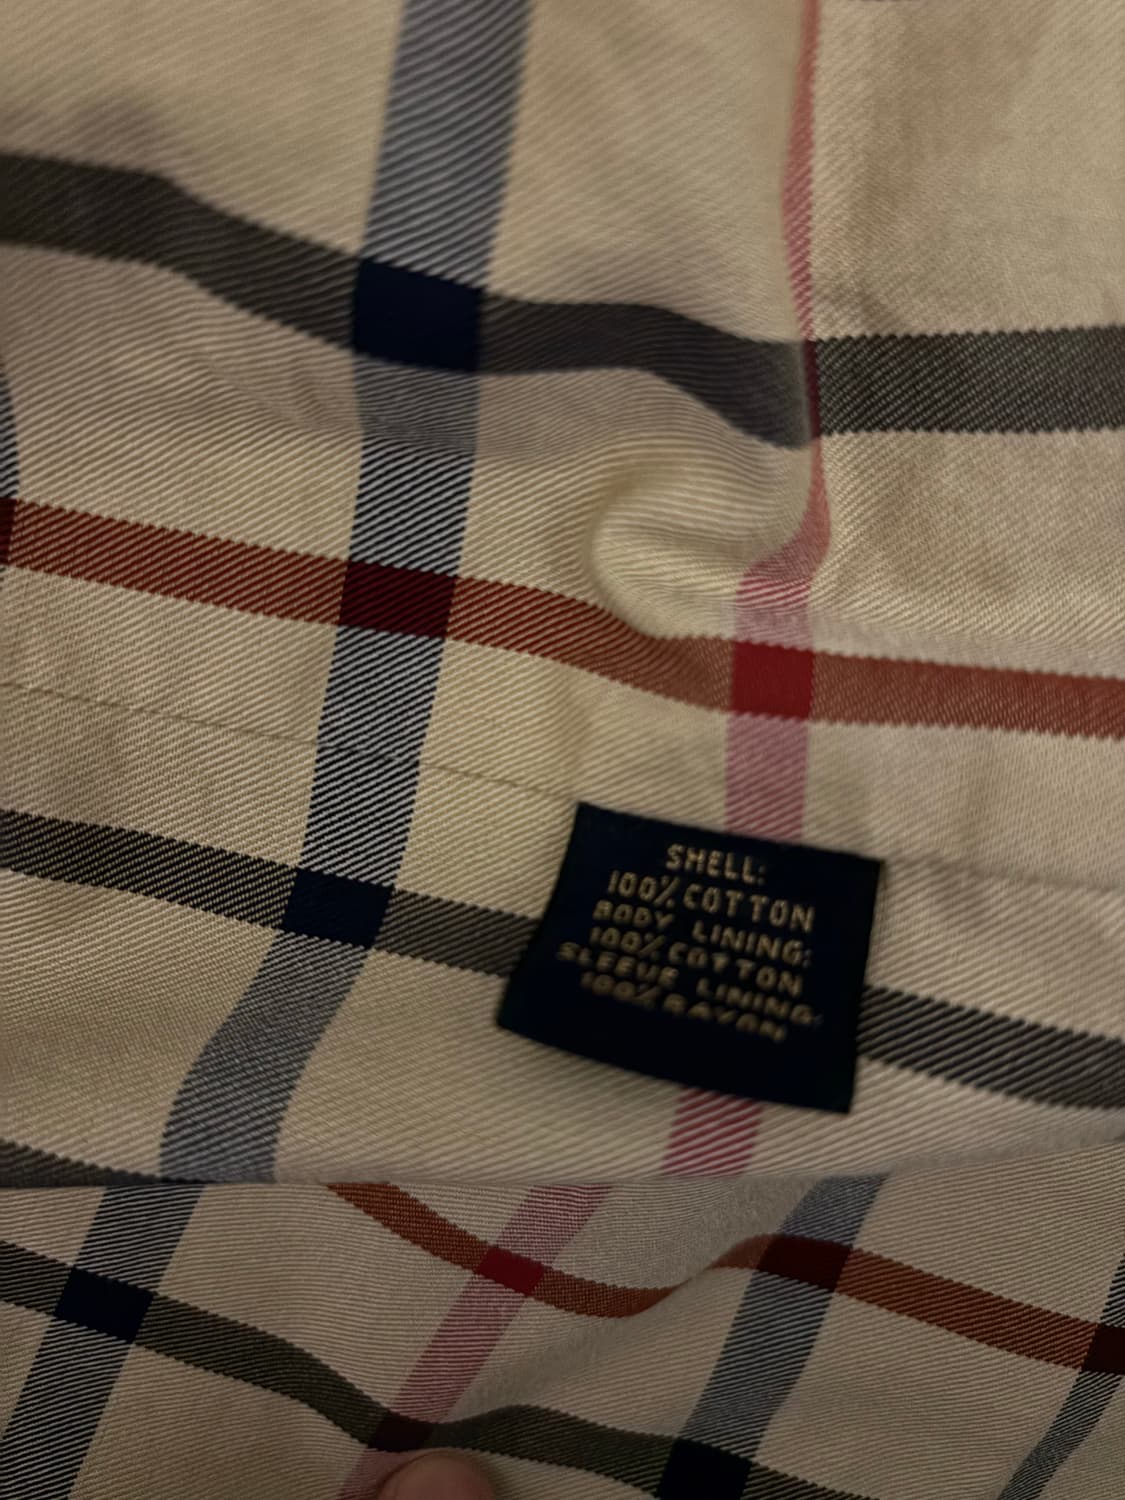 SHELL:
100% COTTON
BODY LINING:
100% COTTON
SLEEVE LINING:
100% RAYON